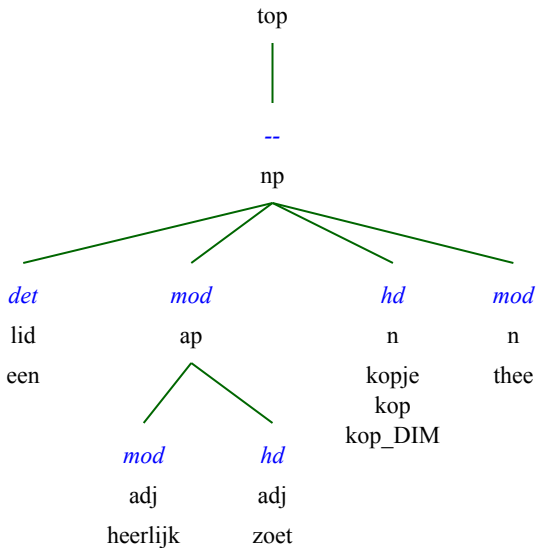 top
--
np
det mod hd mod
lid ap n n
een kopje thee
kop
kop_DIM
mod hd
adj adj
heerlijk zoet